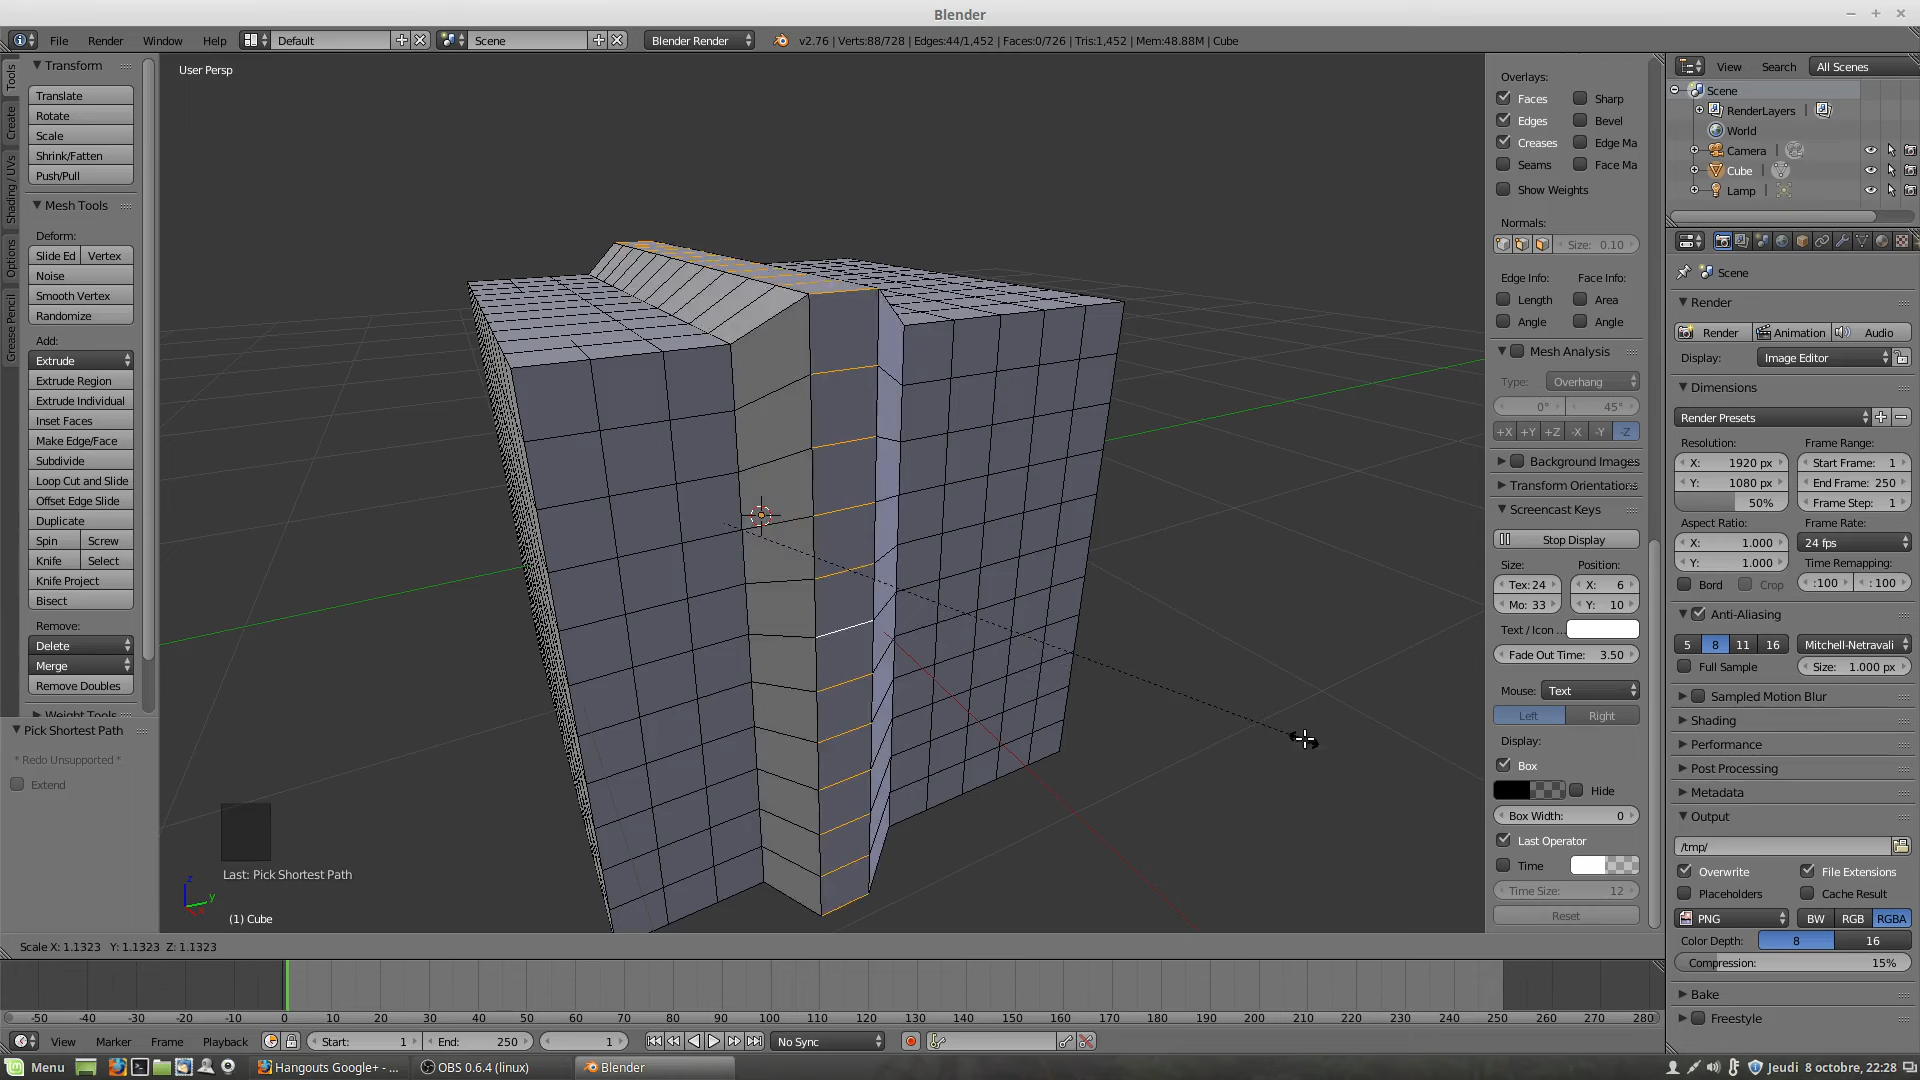 Blender
File Render Window Help Default Scene Blender Render v2.76 | Verts:88/728 | Edges:44/1,452 | Faces:0/726 | Tris:1,452 | Mem:48.88M | Cube
Tools
Create
Shading / UVs
Options
Grease Pencil
Transform
Translate
Rotate
Scale
Shrink/Fatten
Push/Pull
Mesh Tools
Deform:
Slide Ed Vertex
Noise
Smooth Vertex
Randomize
Add:
Extrude
Extrude Region
Extrude Individual
Inset Faces
Make Edge/Face
Subdivide
Loop Cut and Slide
Offset Edge Slide
Duplicate
Spin Screw
Knife Select
Knife Project
Bisect
Remove:
Delete
Merge
Remove Doubles
Weight Tools
Pick Shortest Path
* Redo Unsupported *
Extend
User Persp
Last: Pick Shortest Path
z
y
x
(1) Cube
Scale X: 1.1323 Y: 1.1323 Z: 1.1323
Overlays:
Faces Sharp
Edges Bevel
Creases Edge Ma
Seams Face Ma
Show Weights
Normals:
Size: 0.10
Edge Info: Face Info:
Length Area
Angle Angle
Mesh Analysis
Type: Overhang
0° 45°
+X +Y +Z -X -Y -Z
Background Images
Transform Orientations
Screencast Keys
Stop Display
Size: Position:
Tex: 24 X: 6
Mo: 33 Y: 10
Text / Icon ...
Fade Out Time: 3.50
Mouse: Text
Left Right
Display:
Box
Hide
Box Width: 0
Last Operator
Time
Time Size: 12
Reset
View Search All Scenes
Scene
RenderLayers
World
Camera
Cube
Lamp
Scene
Render
Render Animation Audio
Display: Image Editor
Dimensions
Render Presets
Resolution: Frame Range:
X: 1920 px Start Frame: 1
Y: 1080 px End Frame: 250
50% Frame Step: 1
Aspect Ratio: Frame Rate:
X: 1.000 24 fps
Y: 1.000 Time Remapping:
Bord Crop :100 : 100
Anti-Aliasing
5 8 11 16 Mitchell-Netravali
Full Sample Size: 1.000 px
Sampled Motion Blur
Shading
Performance
Post Processing
Metadata
Output
/tmp/
Overwrite File Extensions
Placeholders Cache Result
PNG BW RGB RGBA
Color Depth: 8 16
Compression: 15%
Bake
Freestyle
-50 -40 -30 -20 -10 0 10 20 30 40 50 60 70 80 90 100 110 120 130 140 150 160 170 180 190 200 210 220 230 240 250 260 270 280
View Marker Frame Playback Start: 1 End: 250 1 No Sync
Menu Hangouts Google+ - ... OBS 0.6.4 (linux) Blender Jeudi 8 octobre, 22:28